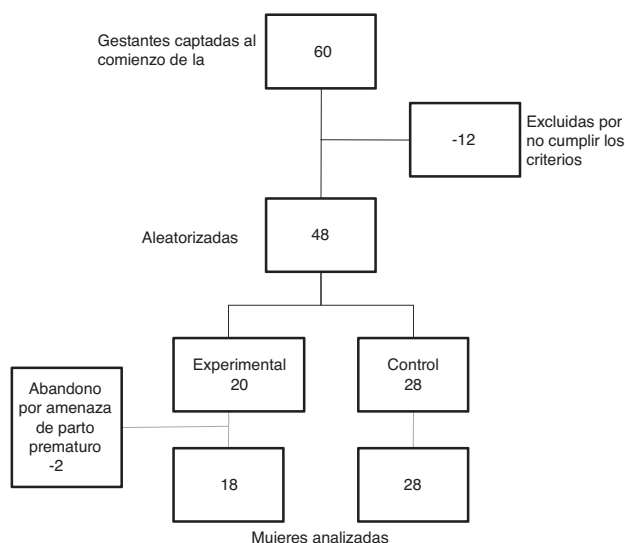 Gestantes captadas al
comienzo de la
60
-12
Excluidas por
no cumplir los
criterios
Aleatorizadas
48
Experimental
20
Control
28
Abandono
por amenaza
de parto
prematuro
-2
18
28
Mujeres analizadas